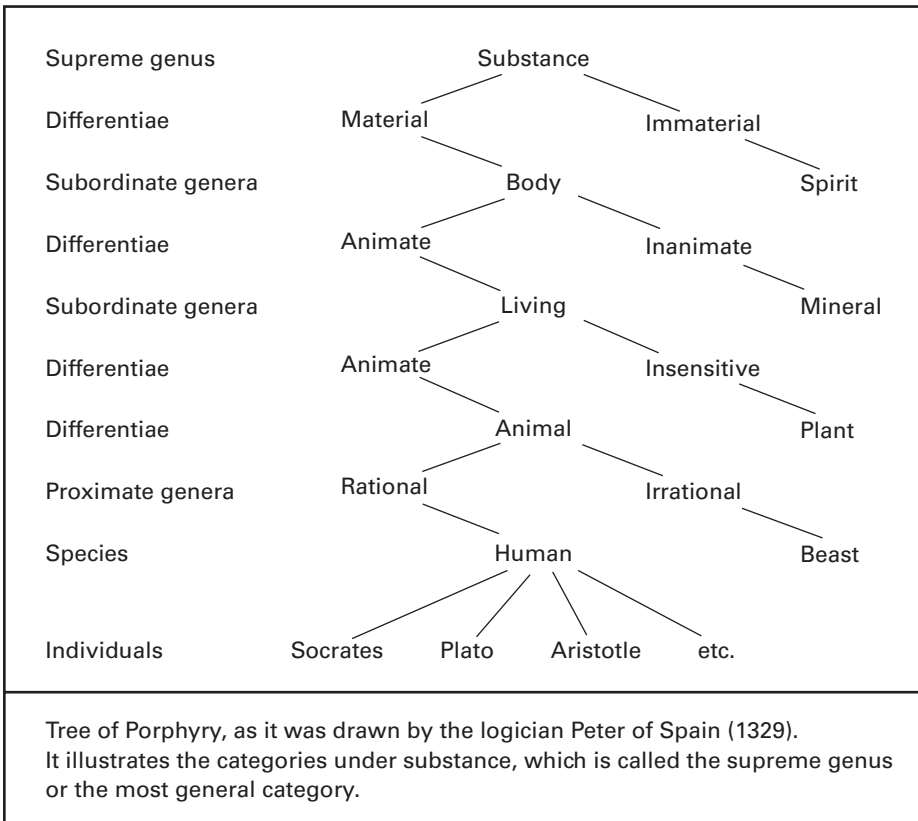 Supreme genus Substance
Differentiae Material Immaterial
Subordinate genera Body Spirit
Differentiae Animate Inanimate
Subordinate genera Living Mineral
Differentiae Animate Insensitive
Differentiae Animal Plant
Proximate genera Rational Irrational
Species Human Beast
Individuals Socrates Plato Aristotle etc.
Tree of Porphyry, as it was drawn by the logician Peter of Spain (1329).
It illustrates the categories under substance, which is called the supreme genus
or the most general category.